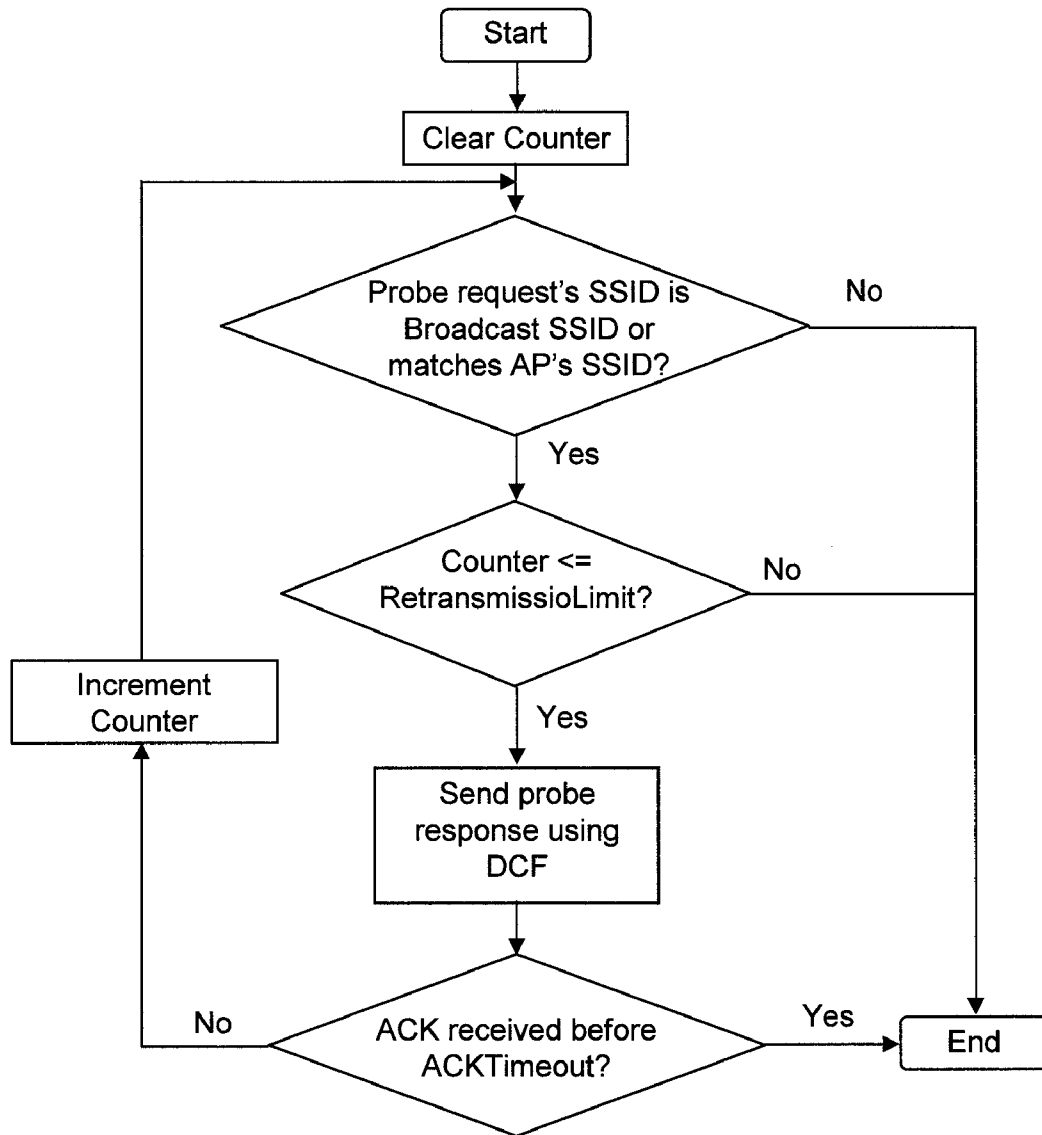 Start
Clear Counter
Probe request's SSID is
Broadcast SSID or
matches AP's SSID?
No
Yes
Counter <=
RetransmissioLimit?
No
Increment
Counter
Yes
Send probe
response using
DCF
No
ACK received before
ACKTimeout?
Yes
End